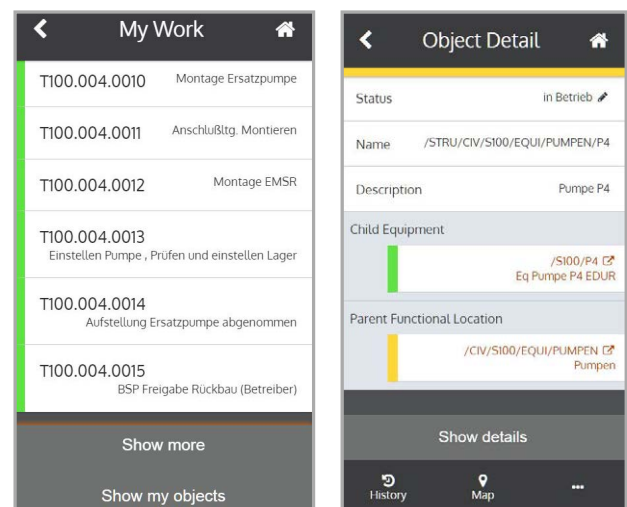 My Work
T100.004.0010 Montage Ersatzpumpe
T100.004.0011 Anschlußltg. Montieren
T100.004.0012 Montage EMSR
T100.004.0013
Einstellen Pumpe , Prüfen und einstellen Lager
T100.004.0014
Aufstellung Ersatzpumpe abgenommen
T100.004.0015
BSP Freigabe Rückbau (Betreiber)
Show more
Show my objects
Object Detail
Status in Betrieb
Name /STRU/CIV/S100/EQUI/PUMPEN/P4
Description Pumpe P4
Child Equipment
/S100/P4
Eq Pumpe P4 EDUR
Parent Functional Location
/CIV/S100/EQUI/PUMPEN
Pumpen
Show details
History Map ...